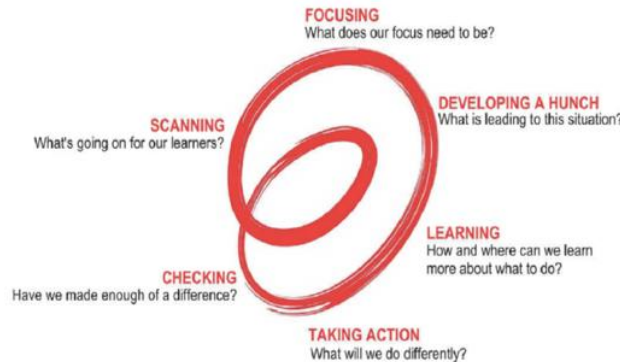 FOCUSING
What does our focus need to be?
DEVELOPING A HUNCH
What is leading to this situation?
SCANNING
What's going on for our learners?
LEARNING
How and where can we learn
more about what to do?
CHECKING
Have we made enough of a difference?
TAKING ACTION
What will we do differently?